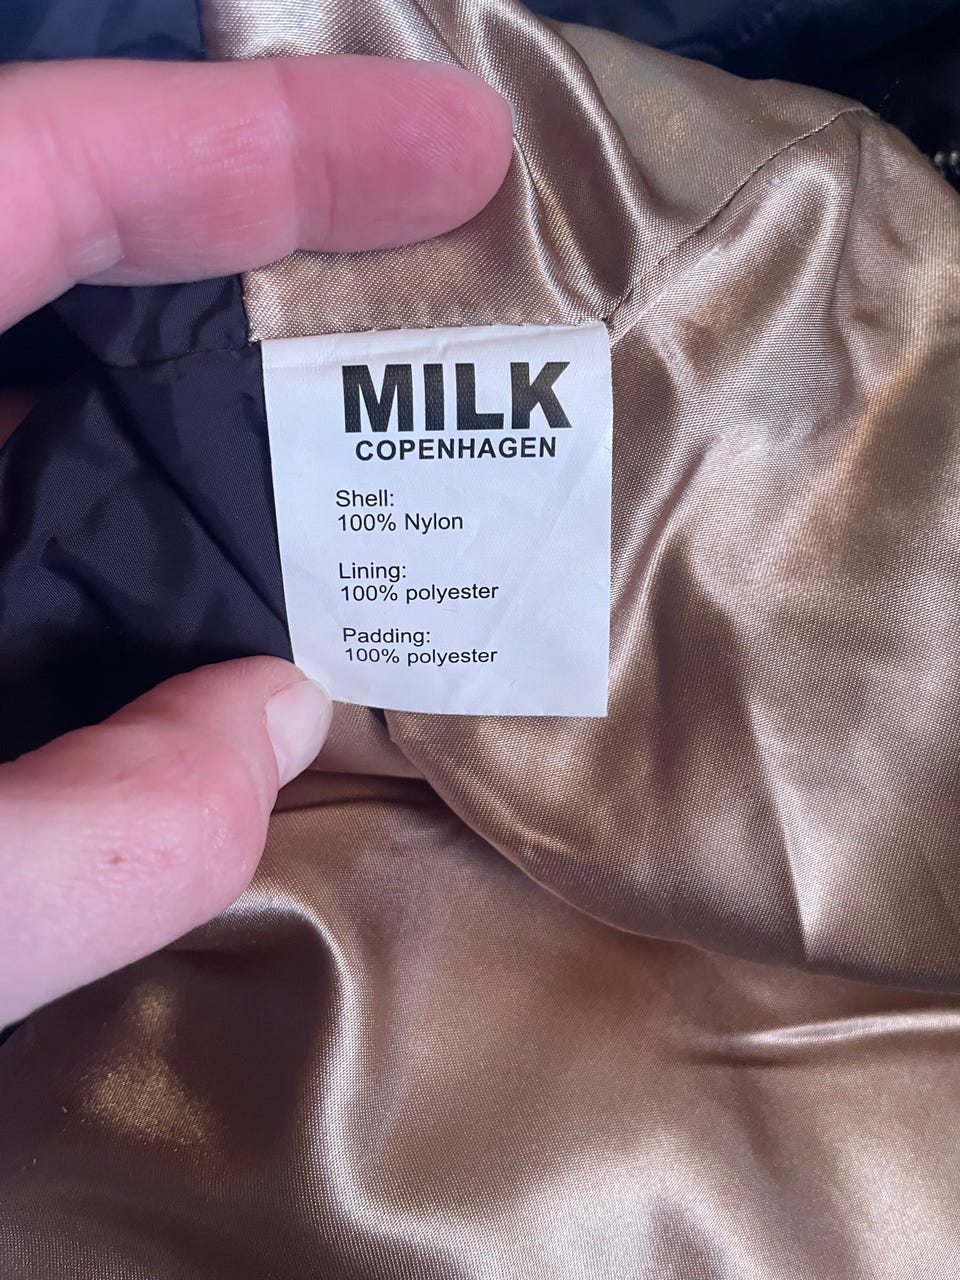 MILK
COPENHAGEN
Shell:
100% Nylon
Lining:
100% polyester
Padding:
100% polyester